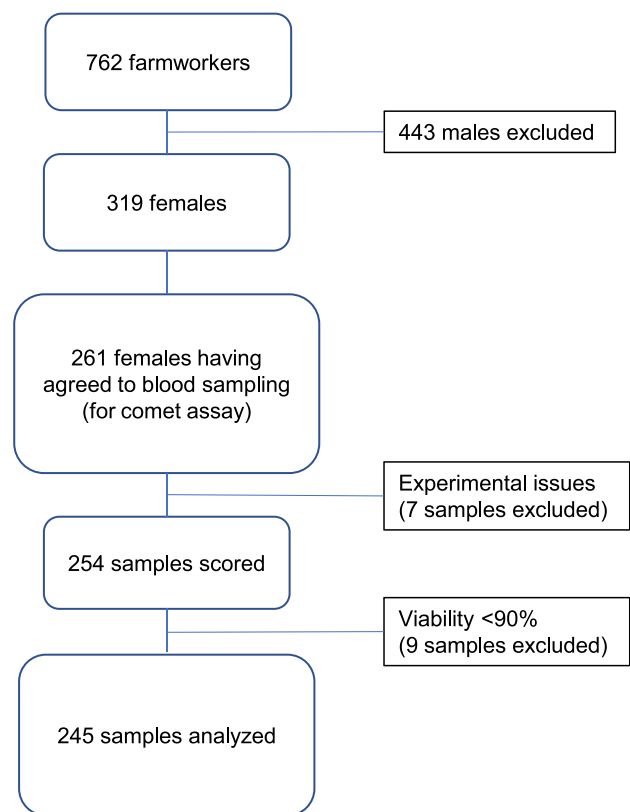 762 farmworkers
443 males excluded
319 females
261 females having
agreed to blood sampling
(for comet assay)
Experimental issues
(7 samples excluded)
254 samples scored
Viability <90%
(9 samples excluded)
245 samples analyzed